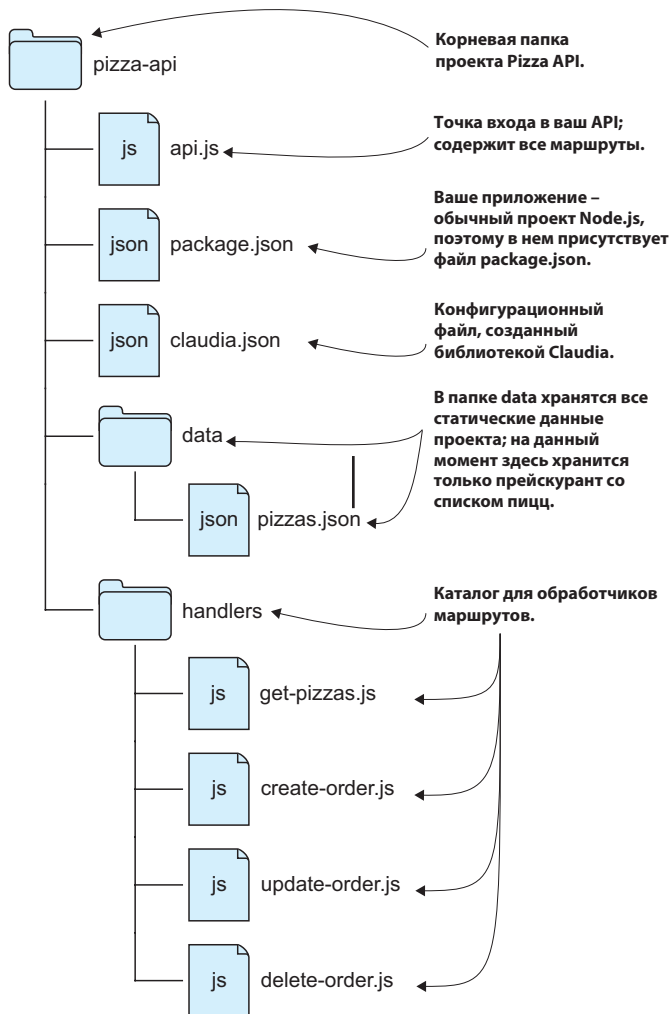 pizza-api
Корневая папка
проекта Pizza API.
js
api.js
Точка входа в ваш API;
содержит все маршруты.
json
package.json
Ваше приложение –
обычный проект Node.js,
поэтому в нем присутствует
файл package.json.
json
claudia.json
Конфигурационный
файл, созданный
библиотекой Claudia.
data
В папке data хранятся все
статические данные
проекта; на данный
момент здесь хранится
только прейскурант со
списком пицц.
json
pizzas.json
handlers
Каталог для обработчиков
маршрутов.
js
get-pizzas.js
js
create-order.js
js
update-order.js
js
delete-order.js